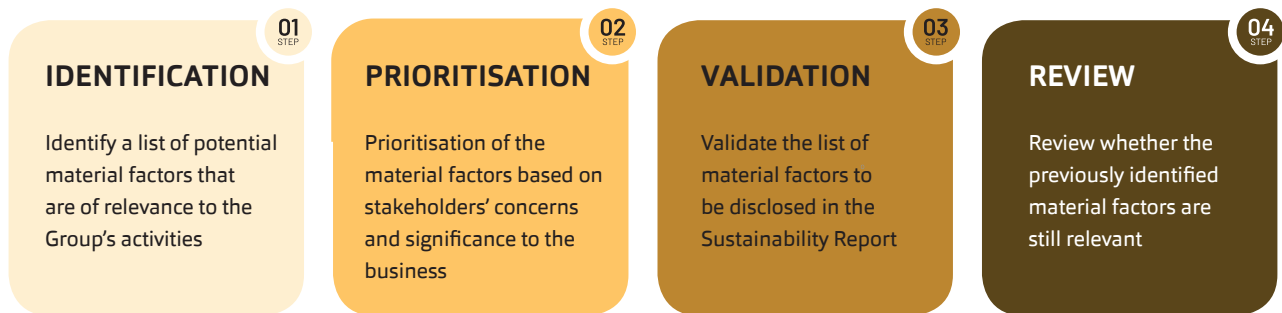 01
STEP
IDENTIFICATION
Identify a list of potential
material factors that
are of relevance to the
Group's activities
02
STEP
PRIORITISATION
Prioritisation of the
material factors based on
stakeholders' concerns
and significance to the
business
03
STEP
VALIDATION
Validate the list of
material factors to
be disclosed in the
Sustainability Report
04
STEP
REVIEW
Review whether the
previously identified
material factors are
still relevant